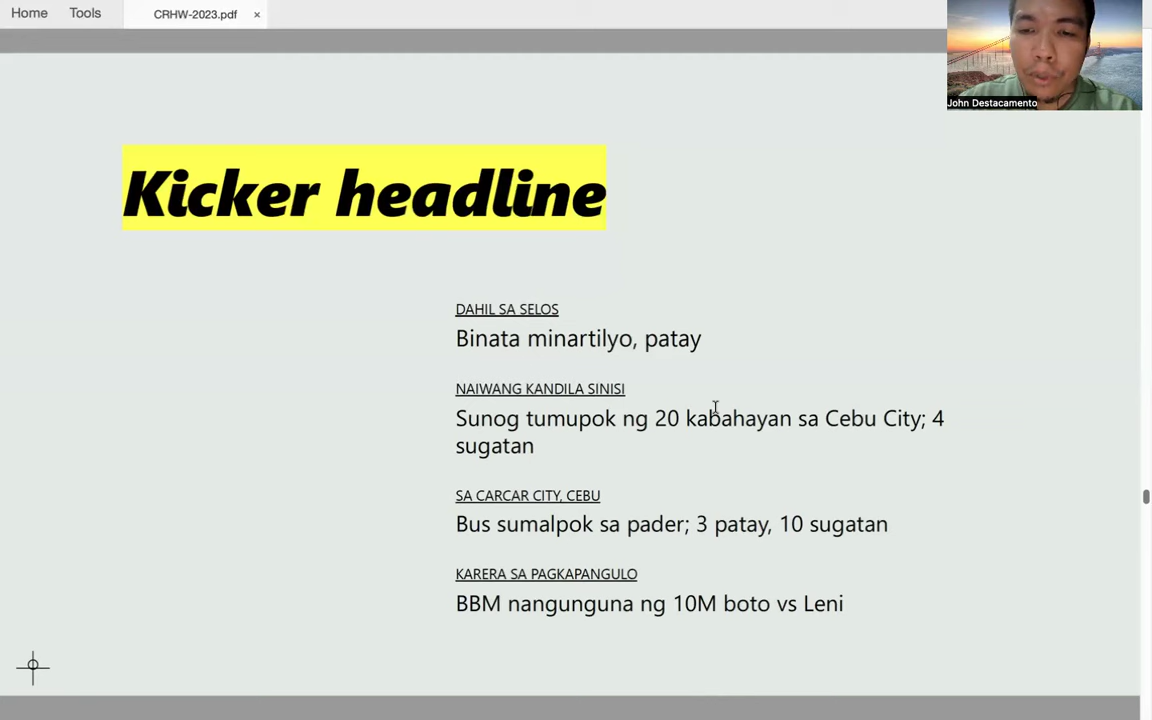 Home Tools CRHW-2023.pdf ×
John Destacamento
Kicker headline
DAHIL SA SELOS
Binata minartilyo, patay
NAIWANG KANDILA SINISI
Sunog tumupok ng 20 kabahayan sa Cebu City; 4
sugatan
SA CARCAR CITY, CEBU
Bus sumalpok sa pader; 3 patay, 10 sugatan
KARERA SA PAGKAPANGULO
BBM nangunguna ng 10M boto vs Leni